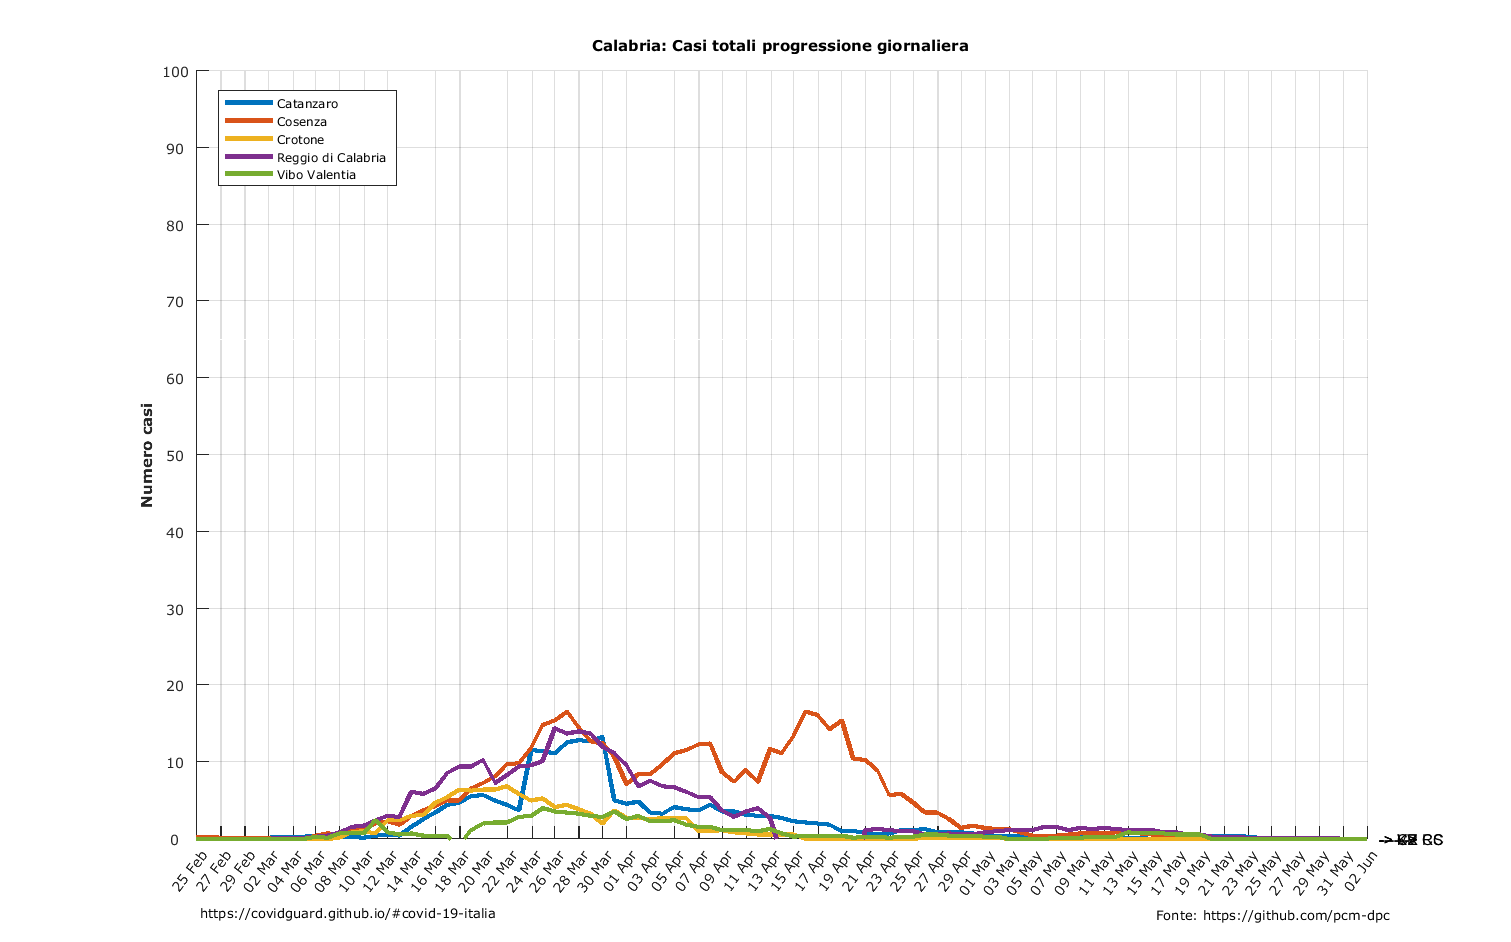 Calabria: Casi totali progressione giornaliera
100
90
80
70
60
50
40
30
20
10
0
Numero casi
Catanzaro
Cosenza
Crotone
Reggio di Calabria
Vibo Valentia
25 Feb
27 Feb
29 Feb
02 Mar
04 Mar
06 Mar
08 Mar
10 Mar
12 Mar
14 Mar
16 Mar
18 Mar
20 Mar
22 Mar
24 Mar
26 Mar
28 Mar
30 Mar
01 Apr
03 Apr
05 Apr
07 Apr
09 Apr
11 Apr
13 Apr
15 Apr
17 Apr
19 Apr
21 Apr
23 Apr
25 Apr
27 Apr
29 Apr
01 May
03 May
05 May
07 May
09 May
11 May
13 May
15 May
17 May
19 May
21 May
23 May
25 May
27 May
29 May
31 May
02 Jun
https://covidguard.github.io/#covid-19-italia
Fonte: https://github.com/pcm-dpc